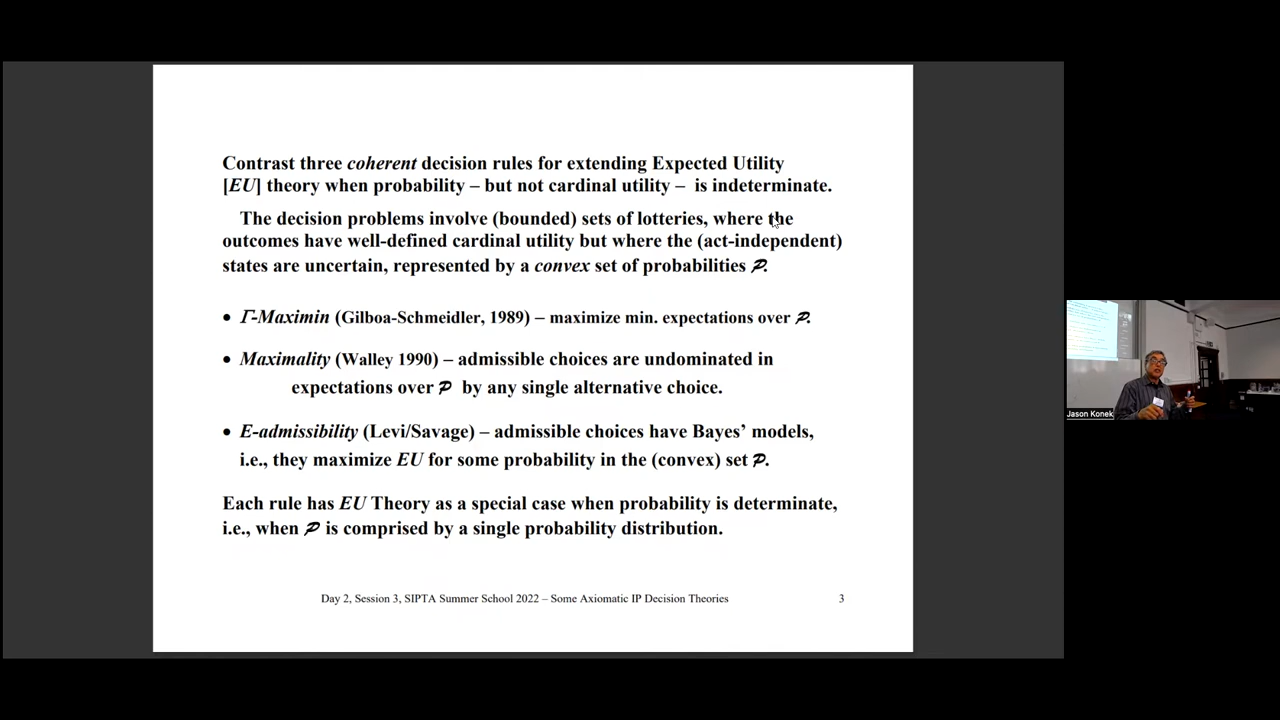 Contrast three coherent decision rules for extending Expected Utility
[EU] theory when probability – but not cardinal utility – is indeterminate.
The decision problems involve (bounded) sets of lotteries, where the
outcomes have well-defined cardinal utility but where the (act-independent)
states are uncertain, represented by a convex set of probabilities 𝓟.
• Γ-Maximin (Gilboa-Schmeidler, 1989) – maximize min. expectations over 𝓟.
• Maximality (Walley 1990) – admissible choices are undominated in
expectations over 𝓟 by any single alternative choice.
• E-admissibility (Levi/Savage) – admissible choices have Bayes’ models,
i.e., they maximize EU for some probability in the (convex) set 𝓟.
Each rule has EU Theory as a special case when probability is determinate,
i.e., when 𝓟 is comprised by a single probability distribution.
Day 2, Session 3, SIPTA Summer School 2022 – Some Axiomatic IP Decision Theories 3
Jason Konek